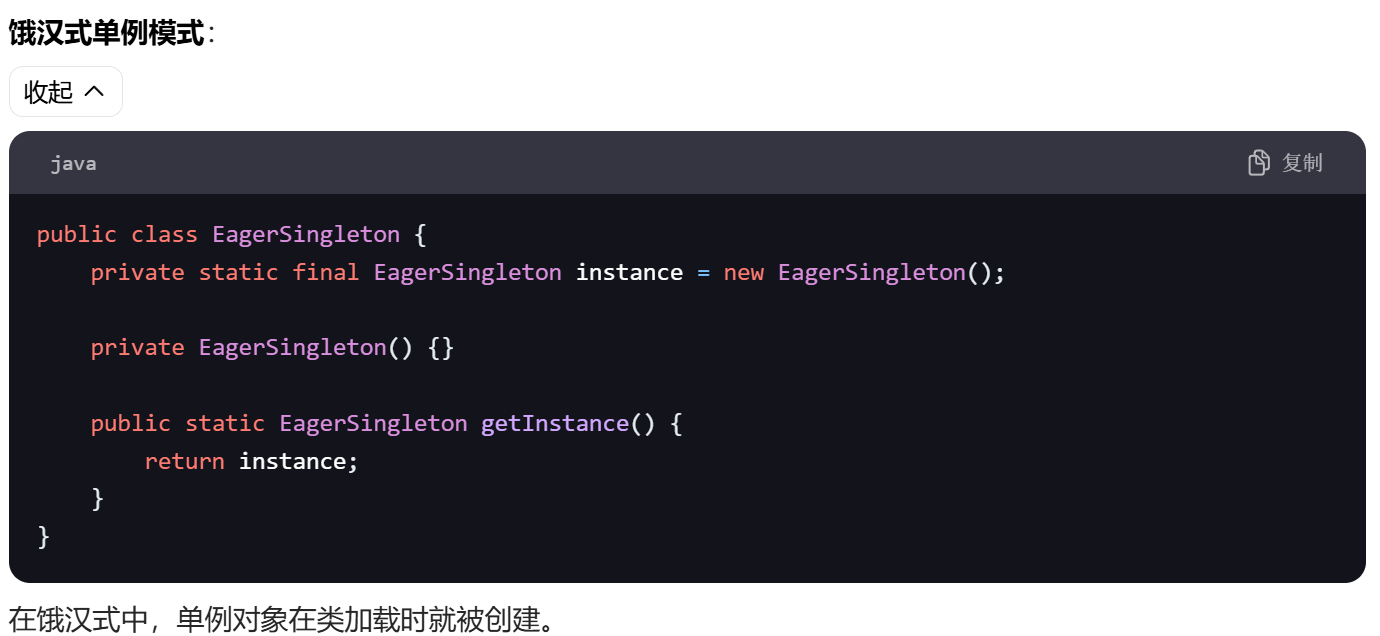 饿汉式单例模式：
收起
java
复制
public class EagerSingleton {
    private static final EagerSingleton instance = new EagerSingleton();
    private EagerSingleton() {}
    public static EagerSingleton getInstance() {
        return instance;
    }
}
在饿汉式中，单例对象在类加载时就被创建。